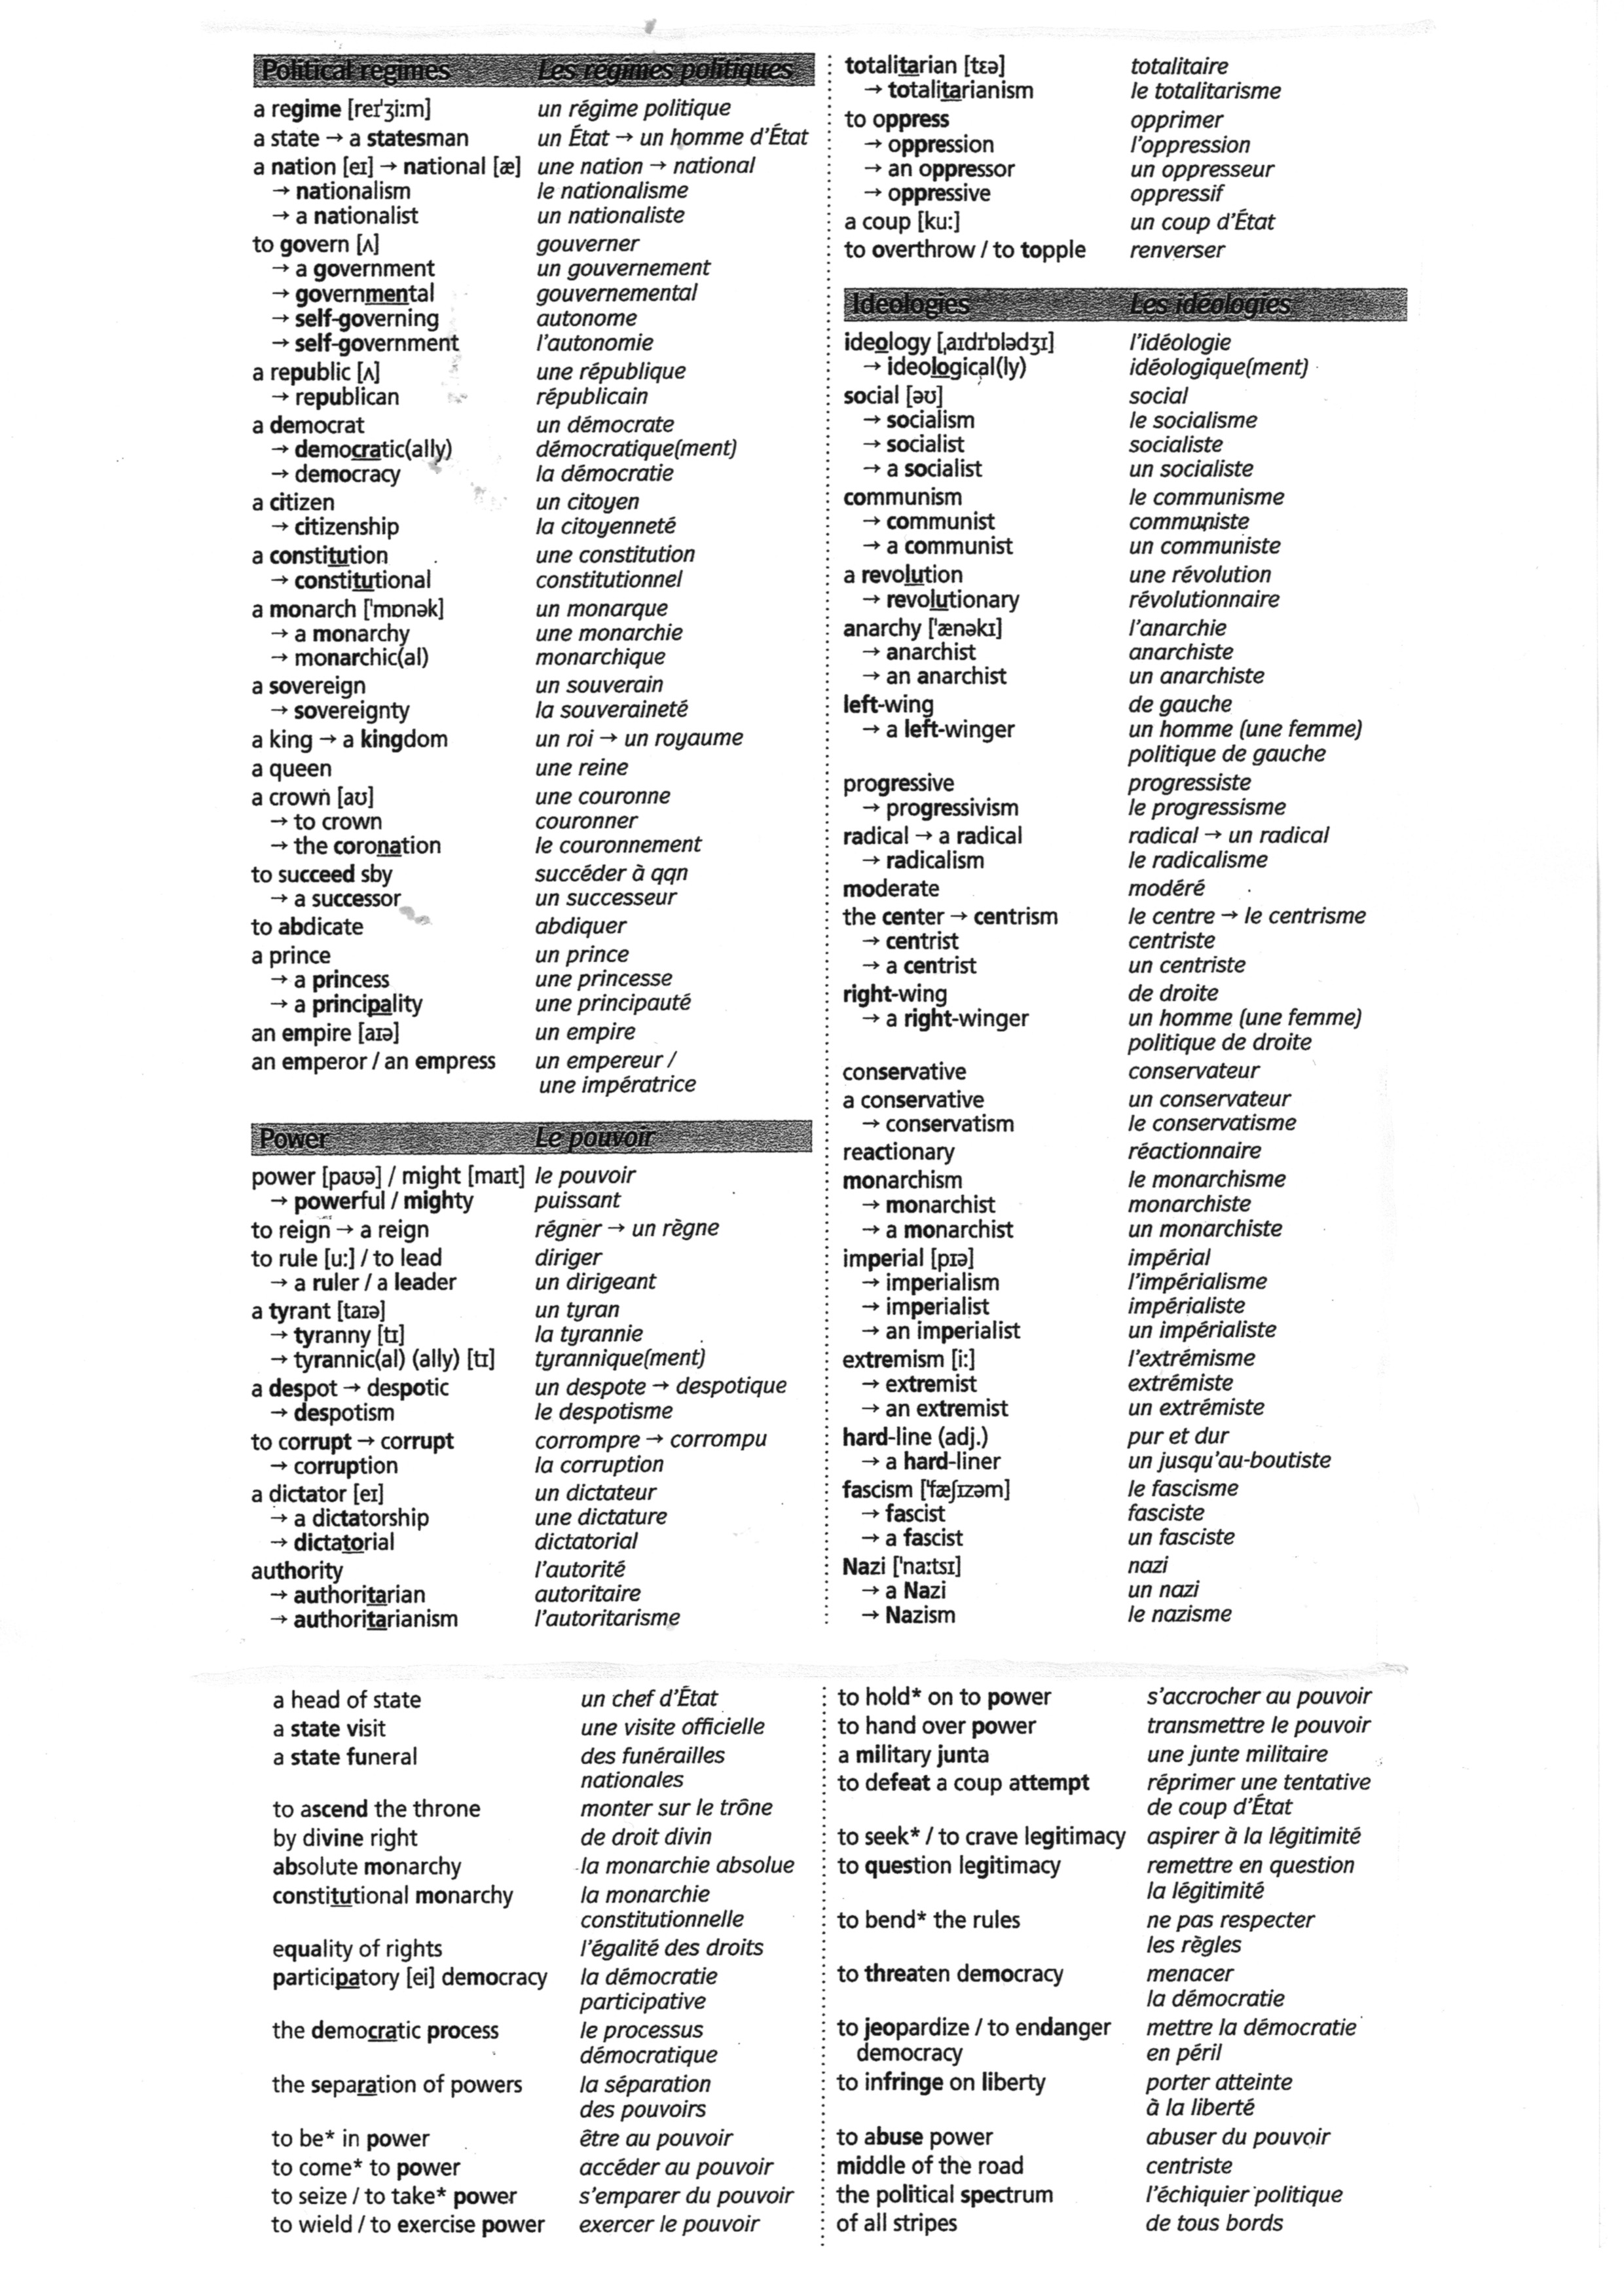 Political regimes Les régimes politiques
a regime [reɪˈʒiːm] un régime politique
a state → a statesman un État → un homme d'État
a nation [eɪ] → national [æ] une nation → national
→ nationalism le nationalisme
→ a nationalist un nationaliste
to govern [ʌ] gouverner
→ a government un gouvernement
→ governmental gouvernemental
→ self-governing autonome
→ self-government l'autonomie
a republic [ʌ] une république
→ republican républicain
a democrat un démocrate
→ democratic(ally) démocratique(ment)
→ democracy la démocratie
a citizen un citoyen
→ citizenship la citoyenneté
a constitution une constitution
→ constitutional constitutionnel
a monarch [ˈmɒnək] un monarque
→ a monarchy une monarchie
→ monarchic(al) monarchique
a sovereign un souverain
→ sovereignty la souveraineté
a king → a kingdom un roi → un royaume
a queen une reine
a crown [aʊ] une couronne
→ to crown couronner
→ the coronation le couronnement
to succeed sby succéder à qqn
→ a successor un successeur
to abdicate abdiquer
a prince un prince
→ a princess une princesse
→ a principality une principauté
an empire [aɪə] un empire
an emperor / an empress un empereur /
une impératrice
Power Le pouvoir
power [paʊə] / might [maɪt] le pouvoir
→ powerful / mighty puissant
to reign → a reign régner → un règne
to rule [u:] / to lead diriger
→ a ruler / a leader un dirigeant
a tyrant [taɪə] un tyran
→ tyranny [tɪ] la tyrannie
→ tyrannic(al) (ally) [tɪ] tyrannique(ment)
a despot → despotic un despote → despotique
→ despotism le despotisme
to corrupt → corrupt corrompre → corrompu
→ corruption la corruption
a dictator [eɪ] un dictateur
→ a dictatorship une dictature
→ dictatorial dictatorial
authority l'autorité
→ authoritarian autoritaire
→ authoritarianism l'autoritarisme
totalitarian [tɛə] totalitaire
→ totalitarianism le totalitarisme
to oppress opprimer
→ oppression l'oppression
→ an oppressor un oppresseur
→ oppressive oppressif
a coup [ku:] un coup d'État
to overthrow / to topple renverser
Ideologies Les idéologies
ideology [ˌaɪdɪˈɒlədʒɪ] l'idéologie
→ ideological(ly) idéologique(ment)
social [əʊ] social
→ socialism le socialisme
→ socialist socialiste
→ a socialist un socialiste
communism le communisme
→ communist communiste
→ a communist un communiste
a revolution une révolution
→ revolutionary révolutionnaire
anarchy [ˈænəkɪ] l'anarchie
→ anarchist anarchiste
→ an anarchist un anarchiste
left-wing de gauche
→ a left-winger un homme (une femme)
politique de gauche
progressive progressiste
→ progressivism le progressisme
radical → a radical radical → un radical
→ radicalism le radicalisme
moderate modéré
the center → centrism le centre → le centrisme
→ centrist centriste
→ a centrist un centriste
right-wing de droite
→ a right-winger un homme (une femme)
politique de droite
conservative conservateur
a conservative un conservateur
→ conservatism le conservatisme
reactionary réactionnaire
monarchism le monarchisme
→ monarchist monarchiste
→ a monarchist un monarchiste
imperial [pɪə] impérial
→ imperialism l'impérialisme
→ imperialist impérialiste
→ an imperialist un impérialiste
extremism [i:] l'extrémisme
→ extremist extrémiste
→ an extremist un extrémiste
hard-line (adj.) pur et dur
→ a hard-liner un jusqu'au-boutiste
fascism [ˈfæʃɪzəm] le fascisme
→ fascist fasciste
→ a fascist un fasciste
Nazi [ˈnaːtsɪ] nazi
→ a Nazi un nazi
→ Nazism le nazisme
a head of state un chef d'État
a state visit une visite officielle
a state funeral des funérailles
nationales
to ascend the throne monter sur le trône
by divine right de droit divin
absolute monarchy la monarchie absolue
constitutional monarchy la monarchie
constitutionnelle
equality of rights l'égalité des droits
participatory [ei] democracy la démocratie
participative
the democratic process le processus
démocratique
the separation of powers la séparation
des pouvoirs
to be* in power être au pouvoir
to come* to power accéder au pouvoir
to seize / to take* power s'emparer du pouvoir
to wield / to exercise power exercer le pouvoir
to hold* on to power s'accrocher au pouvoir
to hand over power transmettre le pouvoir
a military junta une junte militaire
to defeat a coup attempt réprimer une tentative
de coup d'État
to seek* / to crave legitimacy aspirer à la légitimité
to question legitimacy remettre en question
la légitimité
to bend* the rules ne pas respecter
les règles
to threaten democracy menacer
la démocratie
to jeopardize / to endanger mettre la démocratie
democracy en péril
to infringe on liberty porter atteinte
à la liberté
to abuse power abuser du pouvoir
middle of the road centriste
the political spectrum l'échiquier politique
of all stripes de tous bords